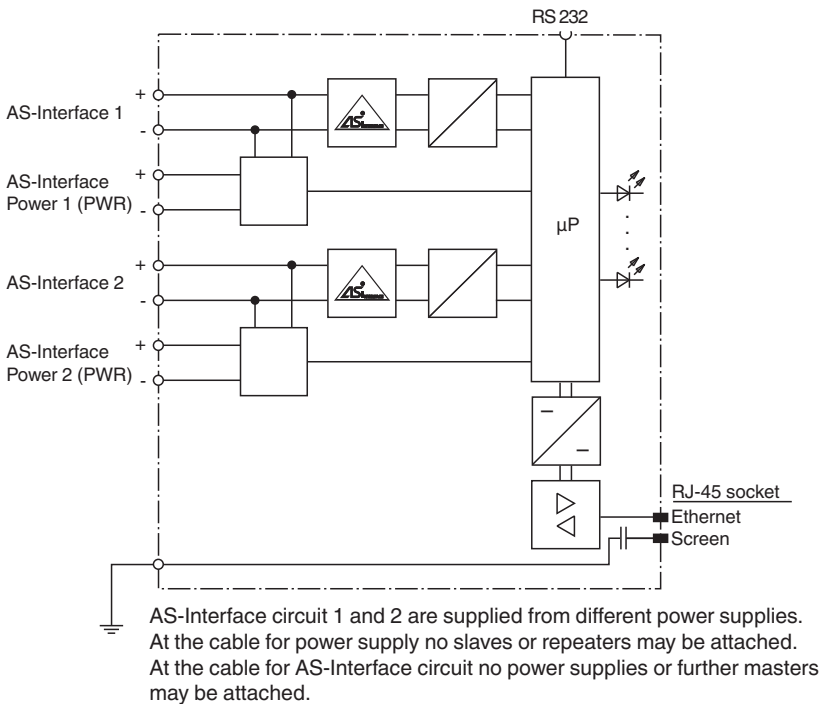 RS 232
+
AS-Interface 1
-
+
AS-Interface
Power 1 (PWR)
-
+
AS-Interface 2
-
+
AS-Interface
Power 2 (PWR)
-
µP
RJ-45 socket
Ethernet
Screen
AS-Interface circuit 1 and 2 are supplied from different power supplies.
At the cable for power supply no slaves or repeaters may be attached.
At the cable for AS-Interface circuit no power supplies or further masters
may be attached.